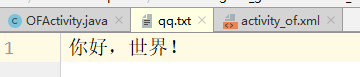 OFActivity.java qq.txt activity_of.xml
1 你好，世界！